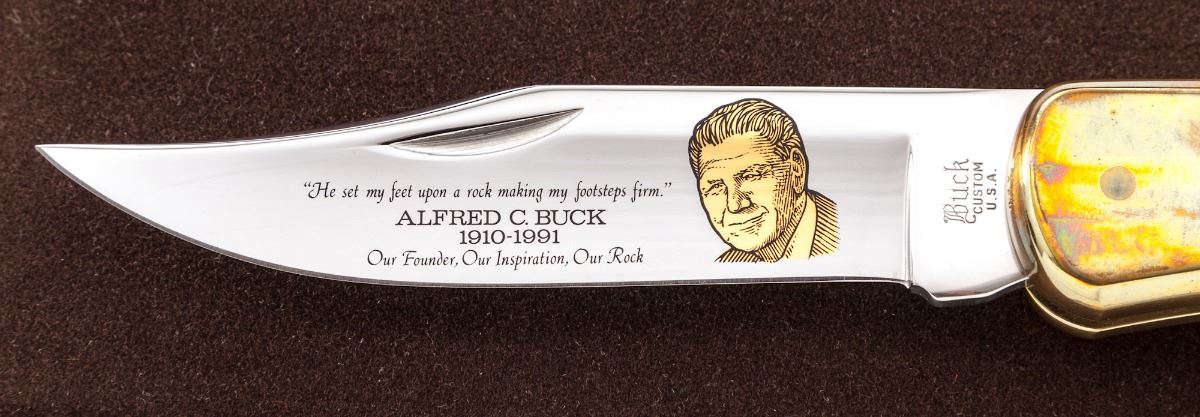 “He set my feet upon a rock making my footsteps firm.”
ALFRED C. BUCK
1910-1991
Our Founder, Our Inspiration, Our Rock
Buck
CUSTOM
U.S.A.